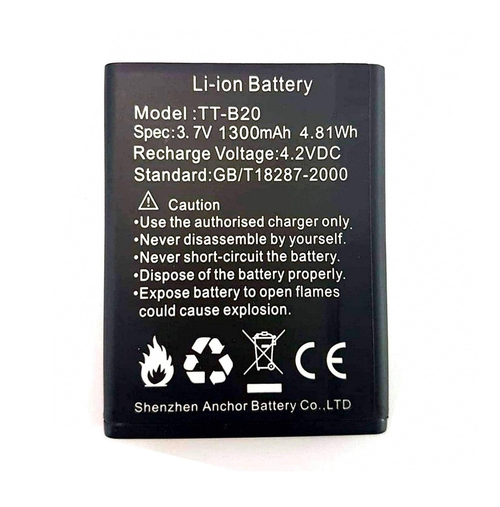 Li-ion Battery
Model :TT-B20
Spec:3.7V 1300mAh 4.81Wh
Recharge Voltage:4.2VDC
Standard:GB/T18287-2000
Caution
•Use the authorised charger only.
•Never disassemble by yourself.
•Never short-circuit the battery.
•Dispose of the battery properly.
•Expose battery to open flames
could cause explosion.
CE
Shenzhen Anchor Battery Co.,LTD